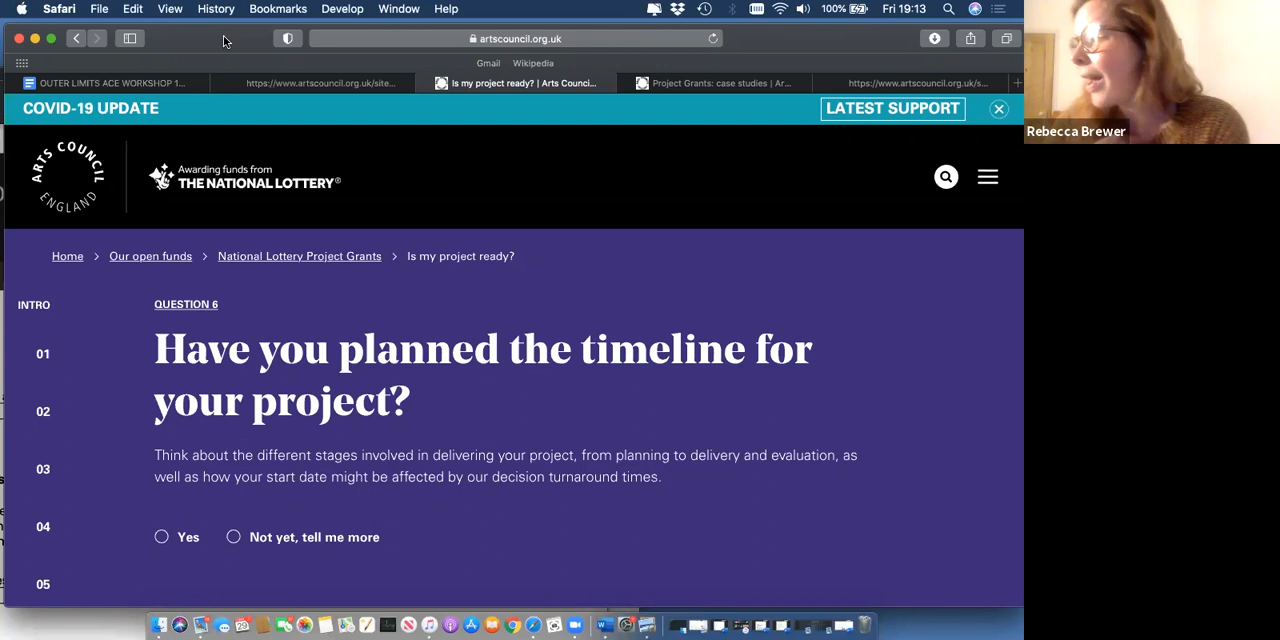 Safari File Edit View History Bookmarks Develop Window Help 100% Fri 19:13
artscouncil.org.uk
Gmail Wikipedia
OUTER LIMITS ACE WORKSHOP 1... https://www.artscouncil.org.uk/site... Is my project ready? | Arts Counci... Project Grants: case studies | Ar... https://www.artscouncil.org.uk/s...
COVID-19 UPDATE LATEST SUPPORT
ARTS COUNCIL ENGLAND
Awarding funds from
THE NATIONAL LOTTERY®
Home > Our open funds > National Lottery Project Grants > Is my project ready?
INTRO
QUESTION 6
Have you planned the timeline for
your project?
Think about the different stages involved in delivering your project, from planning to delivery and evaluation, as
well as how your start date might be affected by our decision turnaround times.
Yes Not yet, tell me more
01
02
03
04
05
Rebecca Brewer